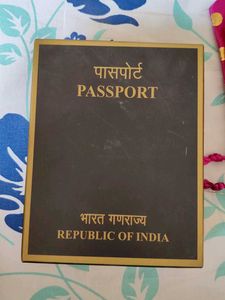 पासपोर्ट
PASSPORT
भारत गणराज्य
REPUBLIC OF INDIA